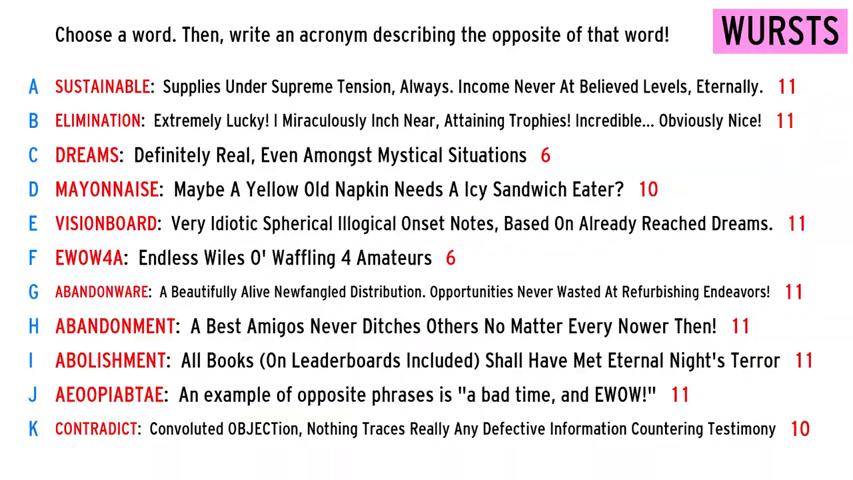 Choose a word. Then, write an acronym describing the opposite of that word!
WURSTS
A SUSTAINABLE: Supplies Under Supreme Tension, Always. Income Never At Believed Levels, Eternally. 11
B ELIMINATION: Extremely Lucky! I Miraculously Inch Near, Attaining Trophies! Incredible... Obviously Nice! 11
C DREAMS: Definitely Real, Even Amongst Mystical Situations 6
D MAYONNAISE: Maybe A Yellow Old Napkin Needs A Icy Sandwich Eater? 10
E VISIONBOARD: Very Idiotic Spherical Illogical Onset Notes, Based On Already Reached Dreams. 11
F EWOW4A: Endless Wiles O' Waffling 4 Amateurs 6
G ABANDONWARE: A Beautifully Alive Newfangled Distribution. Opportunities Never Wasted At Refurbishing Endeavors! 11
H ABANDONMENT: A Best Amigos Never Ditches Others No Matter Every Nower Then! 11
I ABOLISHMENT: All Books (On Leaderboards Included) Shall Have Met Eternal Night's Terror 11
J AEOOPIABTAE: An example of opposite phrases is "a bad time, and EWOW!" 11
K CONTRADICT: Convoluted OBJECTion, Nothing Traces Really Any Defective Information Countering Testimony 10